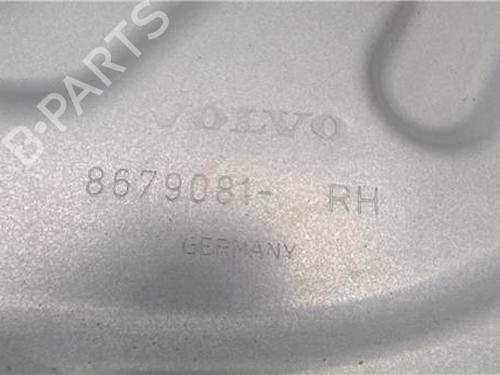 B-PARTS
VOLVO
8679081- RH
GERMANY